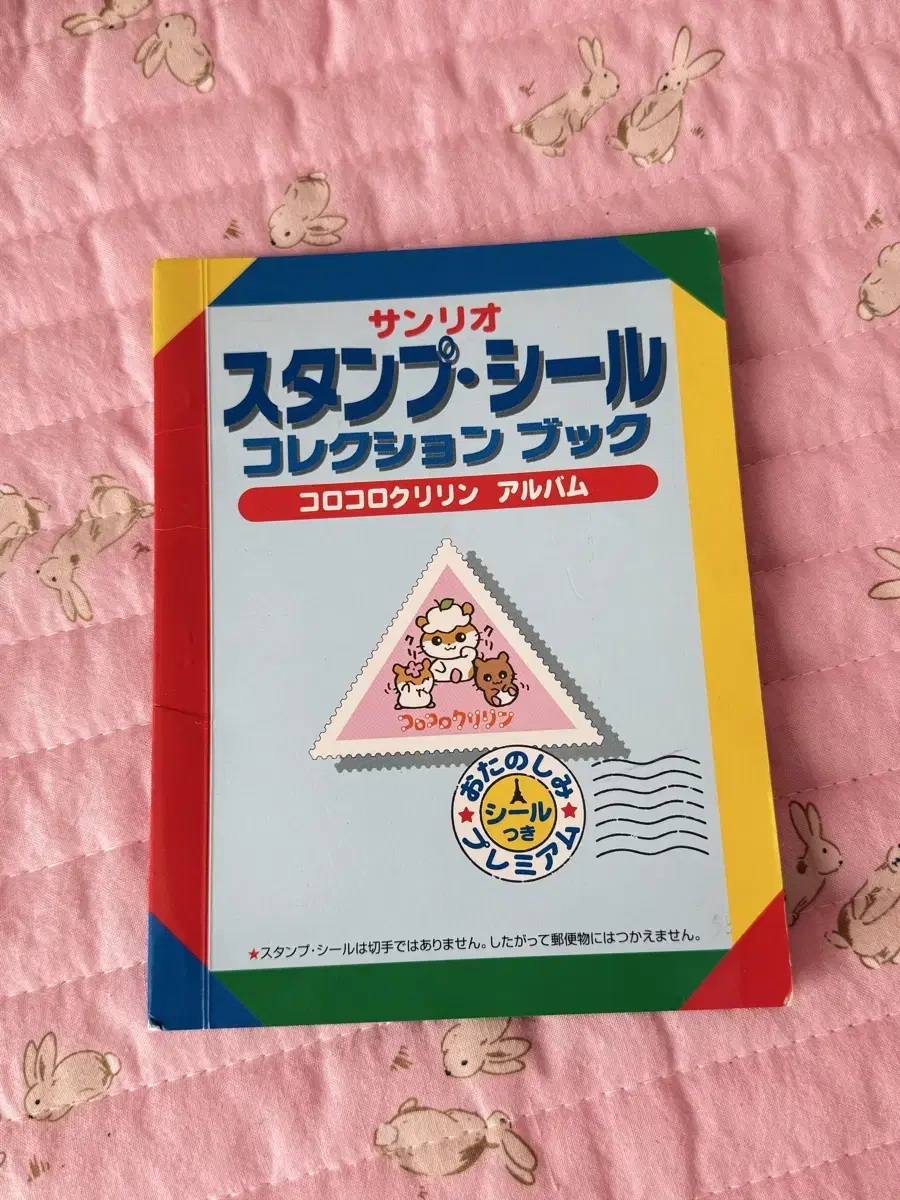 サンリオ
スタンプ・シール
コレクション ブック
コロコロクリリン アルバム
コロコロクリリン
おたのしみ
シール
つき
プレミアム
★スタンプ・シールは切手ではありません。したがって郵便物にはつかえません。